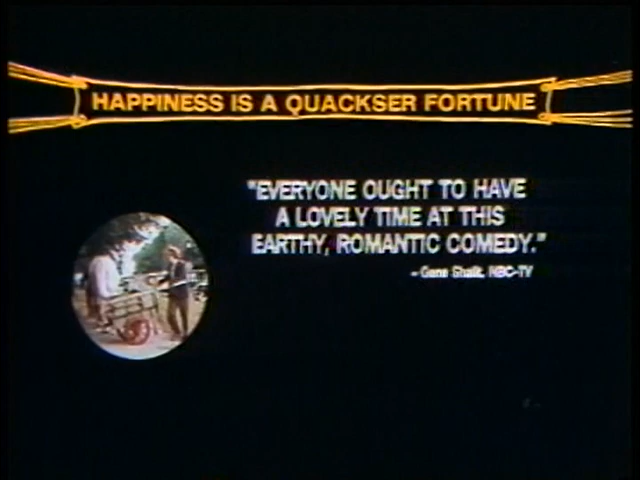 HAPPINESS IS A QUACKSER FORTUNE
"EVERYONE OUGHT TO HAVE
A LOVELY TIME AT THIS
EARTHY, ROMANTIC COMEDY."
- Gene Shalit, NBC-TV